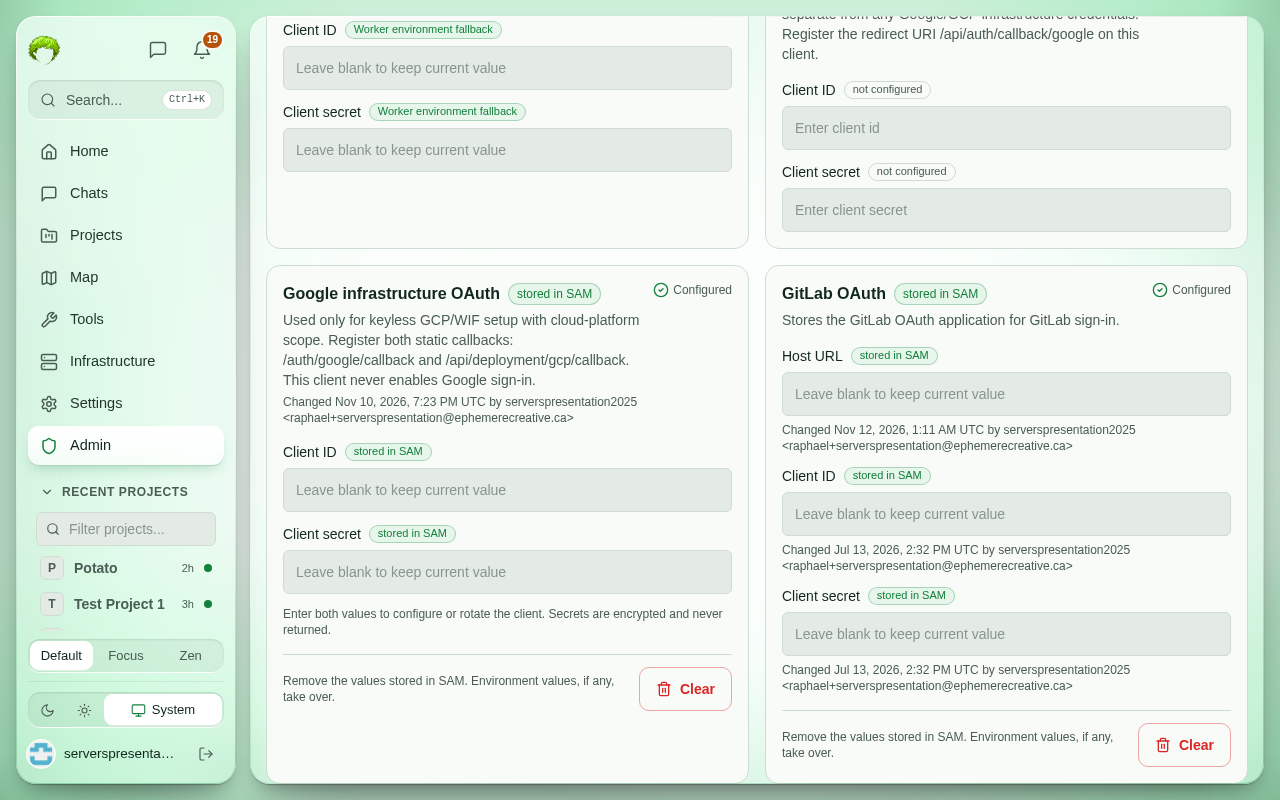 19
Search...
Ctrl+K
Home
Chats
Projects
Map
Tools
Infrastructure
Settings
Admin
RECENT PROJECTS
Filter projects...
P Potato 2h
T Test Project 1 3h
Default Focus Zen
System
serverspresenta...
Client ID Worker environment fallback
Leave blank to keep current value
Client secret Worker environment fallback
Leave blank to keep current value
separate from any Google/GCP infrastructure credentials.
Register the redirect URI /api/auth/callback/google on this
client.
Client ID not configured
Enter client id
Client secret not configured
Enter client secret
Google infrastructure OAuth stored in SAM Configured
Used only for keyless GCP/WIF setup with cloud-platform
scope. Register both static callbacks:
/auth/google/callback and /api/deployment/gcp/callback.
This client never enables Google sign-in.
Changed Nov 10, 2026, 7:23 PM UTC by serverspresentation2025
<raphael+serverspresentation@ephemerecreative.ca>
Client ID stored in SAM
Leave blank to keep current value
Client secret stored in SAM
Leave blank to keep current value
Enter both values to configure or rotate the client. Secrets are encrypted and never
returned.
Remove the values stored in SAM. Environment values, if any,
take over.
Clear
GitLab OAuth stored in SAM Configured
Stores the GitLab OAuth application for GitLab sign-in.
Host URL stored in SAM
Leave blank to keep current value
Changed Nov 12, 2026, 1:11 AM UTC by serverspresentation2025
<raphael+serverspresentation@ephemerecreative.ca>
Client ID stored in SAM
Leave blank to keep current value
Changed Jul 13, 2026, 2:32 PM UTC by serverspresentation2025
<raphael+serverspresentation@ephemerecreative.ca>
Client secret stored in SAM
Leave blank to keep current value
Changed Jul 13, 2026, 2:32 PM UTC by serverspresentation2025
<raphael+serverspresentation@ephemerecreative.ca>
Remove the values stored in SAM. Environment values, if any,
take over.
Clear